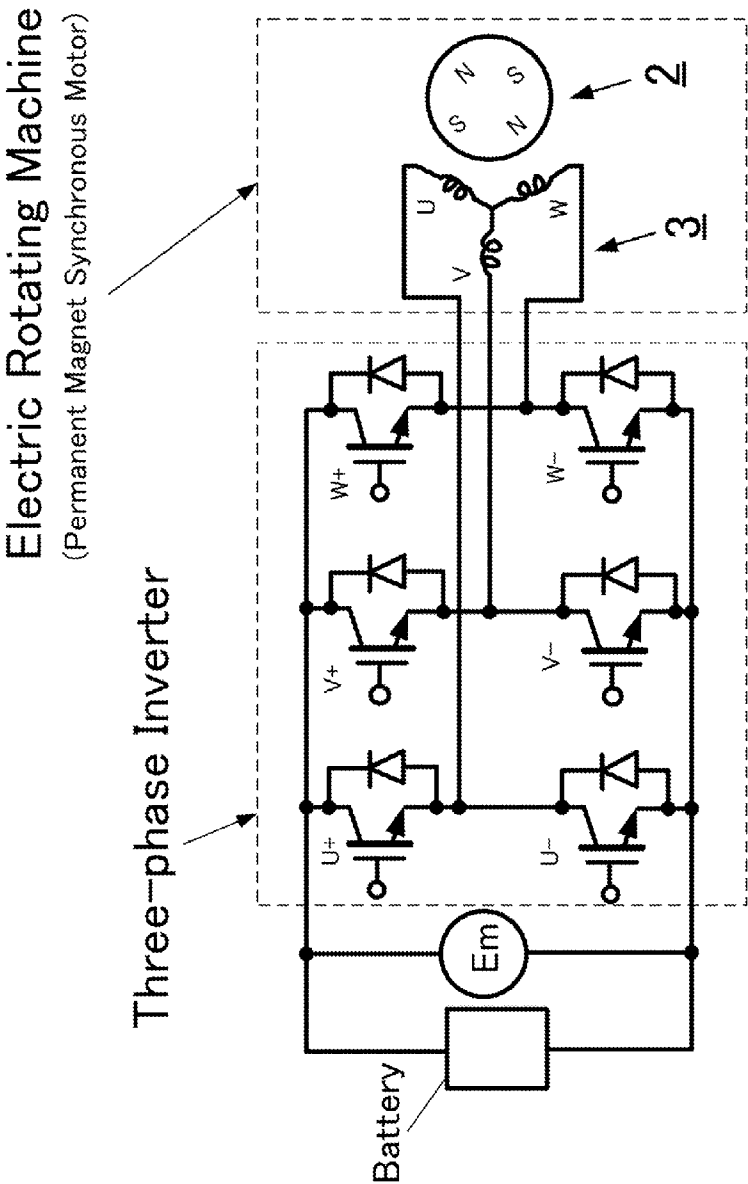 Electric Rotating Machine
(Permanent Magnet Synchronous Motor)
Three-phase Inverter
Battery
Em
U+
V+
W+
U−
V−
W−
U
V
W
N
S
S
N
2
3